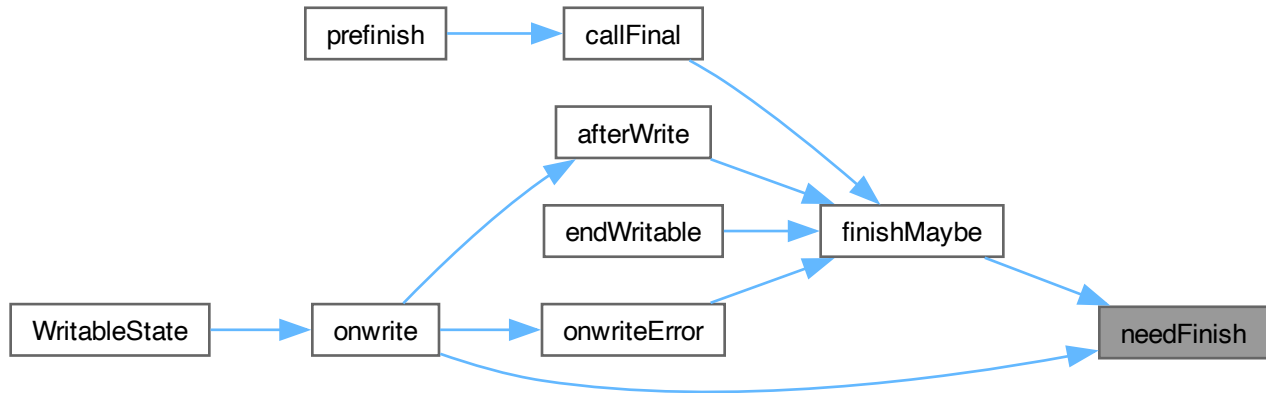 prefinish
callFinal
afterWrite
endWritable
finishMaybe
WritableState
onwrite
onwriteError
needFinish